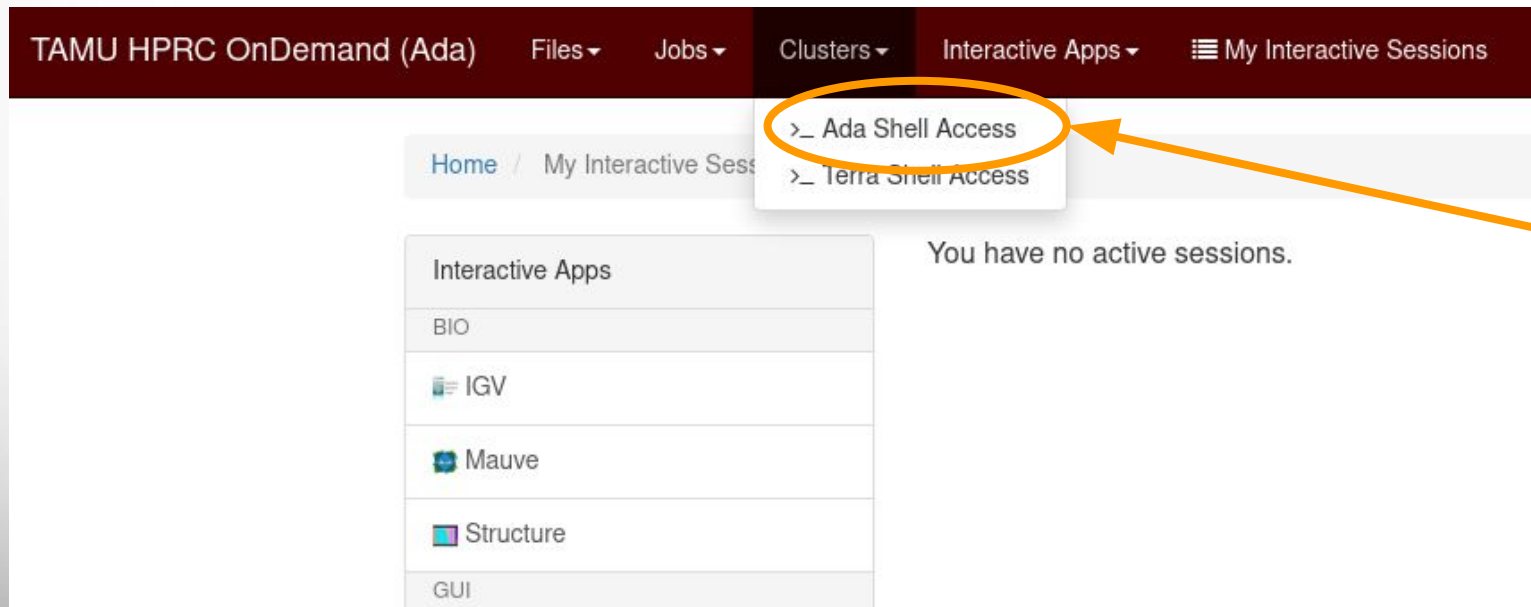 TAMU HPRC OnDemand (Ada) Files Jobs Clusters Interactive Apps My Interactive Sessions
>_ Ada Shell Access
Home / My Interactive Sess
>_ Terra Shell Access
You have no active sessions.
Interactive Apps
BIO
IGV
Mauve
Structure
GUI